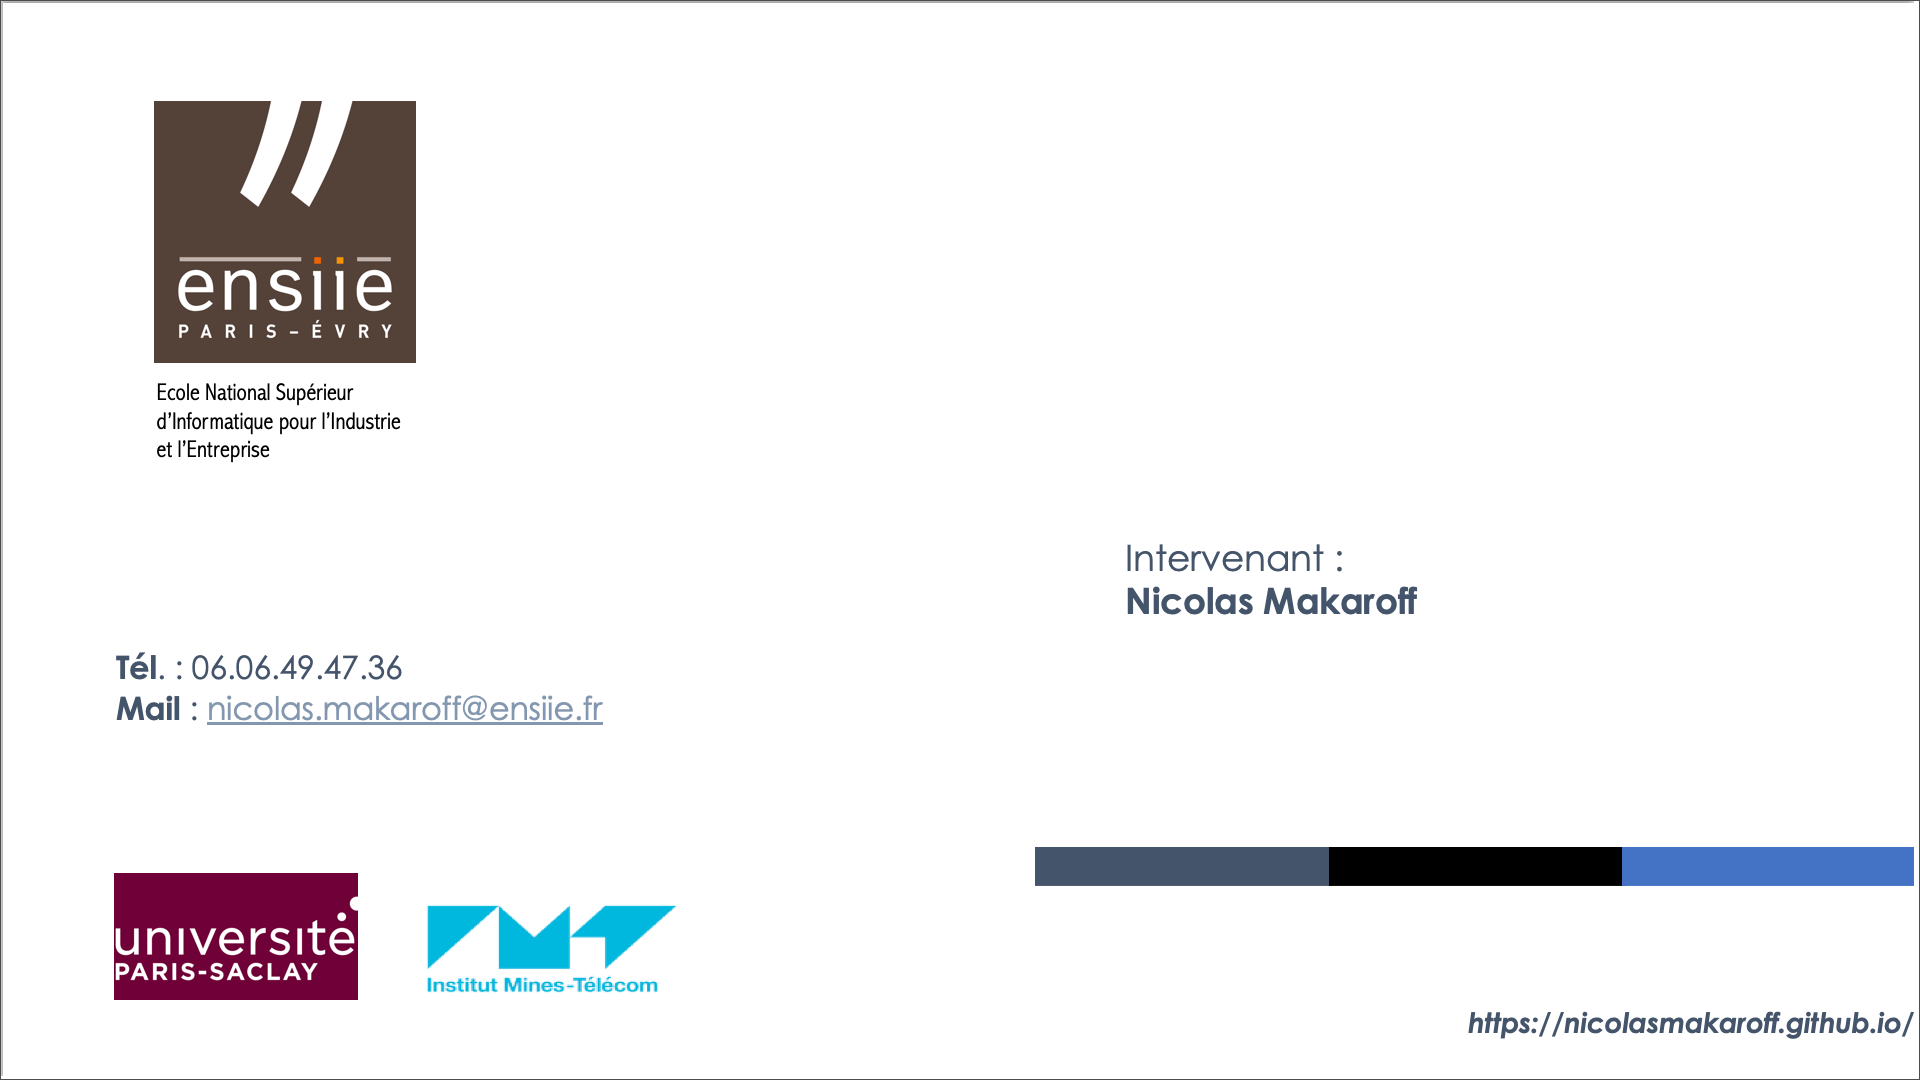 ensiie
PARIS-ÉVRY
Ecole National Supérieur
d'Informatique pour l'Industrie
et l'Entreprise
Intervenant :
Nicolas Makaroff
Tél. : 06.06.49.47.36
Mail : nicolas.makaroff@ensiie.fr
université
PARIS-SACLAY
Institut Mines-Télécom
https://nicolasmakaroff.github.io/